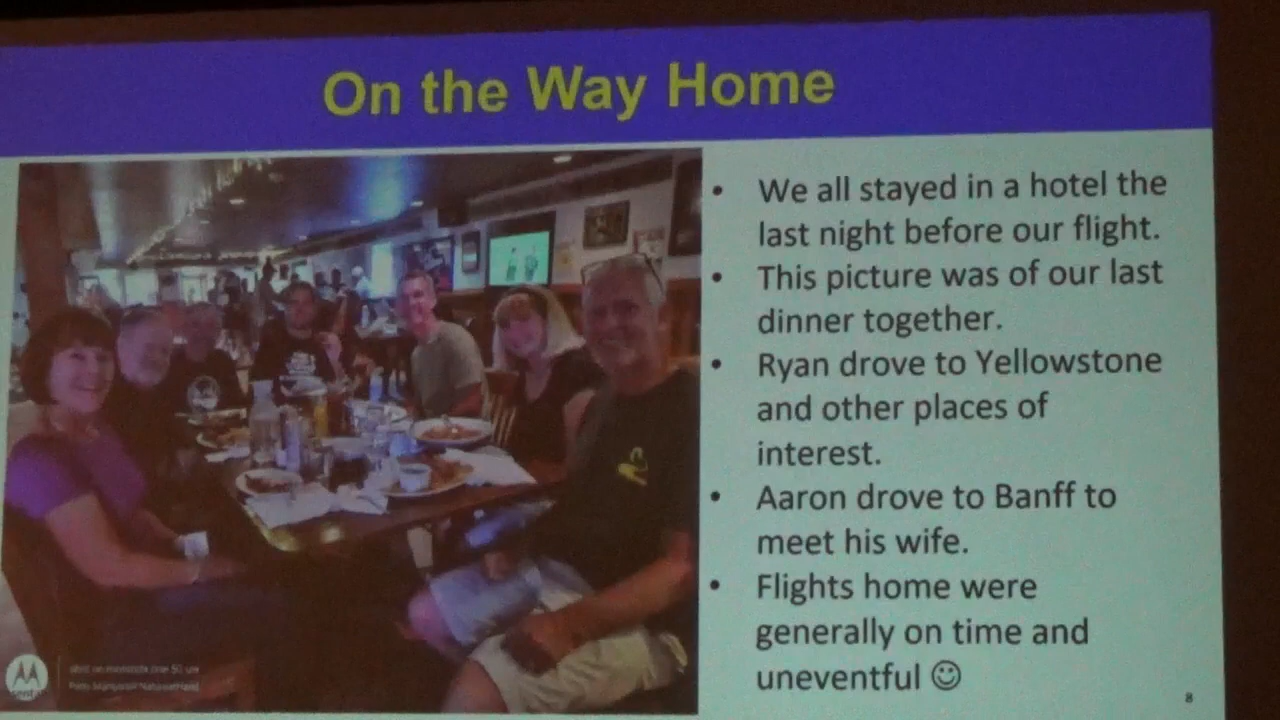 On the Way Home
• We all stayed in a hotel the
last night before our flight.
• This picture was of our last
dinner together.
• Ryan drove to Yellowstone
and other places of
interest.
• Aaron drove to Banff to
meet his wife.
• Flights home were
generally on time and
uneventful ☺
8